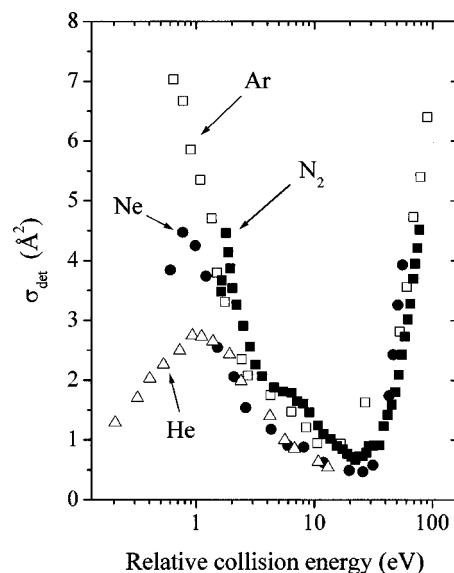 8
7
6
5
4
3
2
1
0
σdet (Å²)
Ar
N₂
Ne
He
1
10
100
Relative collision energy (eV)